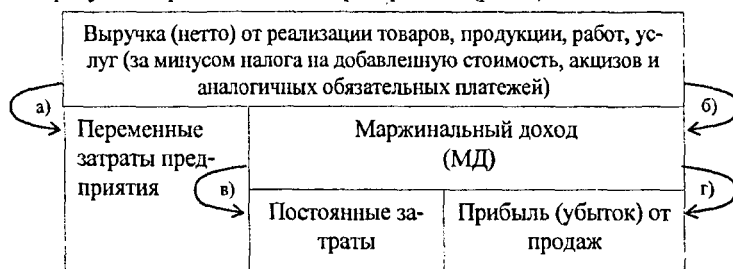 Выручка (нетто) от реализации товаров, продукции, работ, ус-
луг (за минусом налога на добавленную стоимость, акцизов и
аналогичных обязательных платежей)
а)
б)
Переменные
затраты пред-
приятия
Маржинальный доход
(МД)
в)
г)
Постоянные за-
траты
Прибыль (убыток) от
продаж